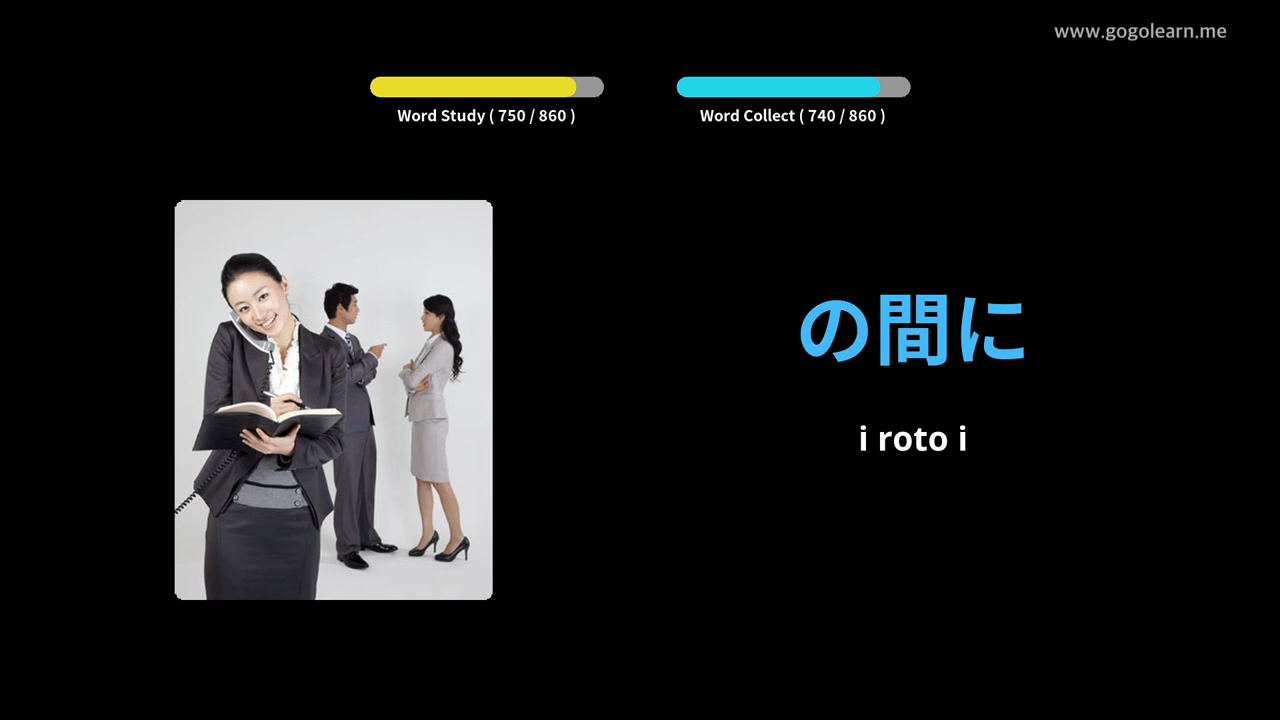 www.gogolearn.me
Word Study ( 750 / 860 )
Word Collect ( 740 / 860 )
の間に
i roto i